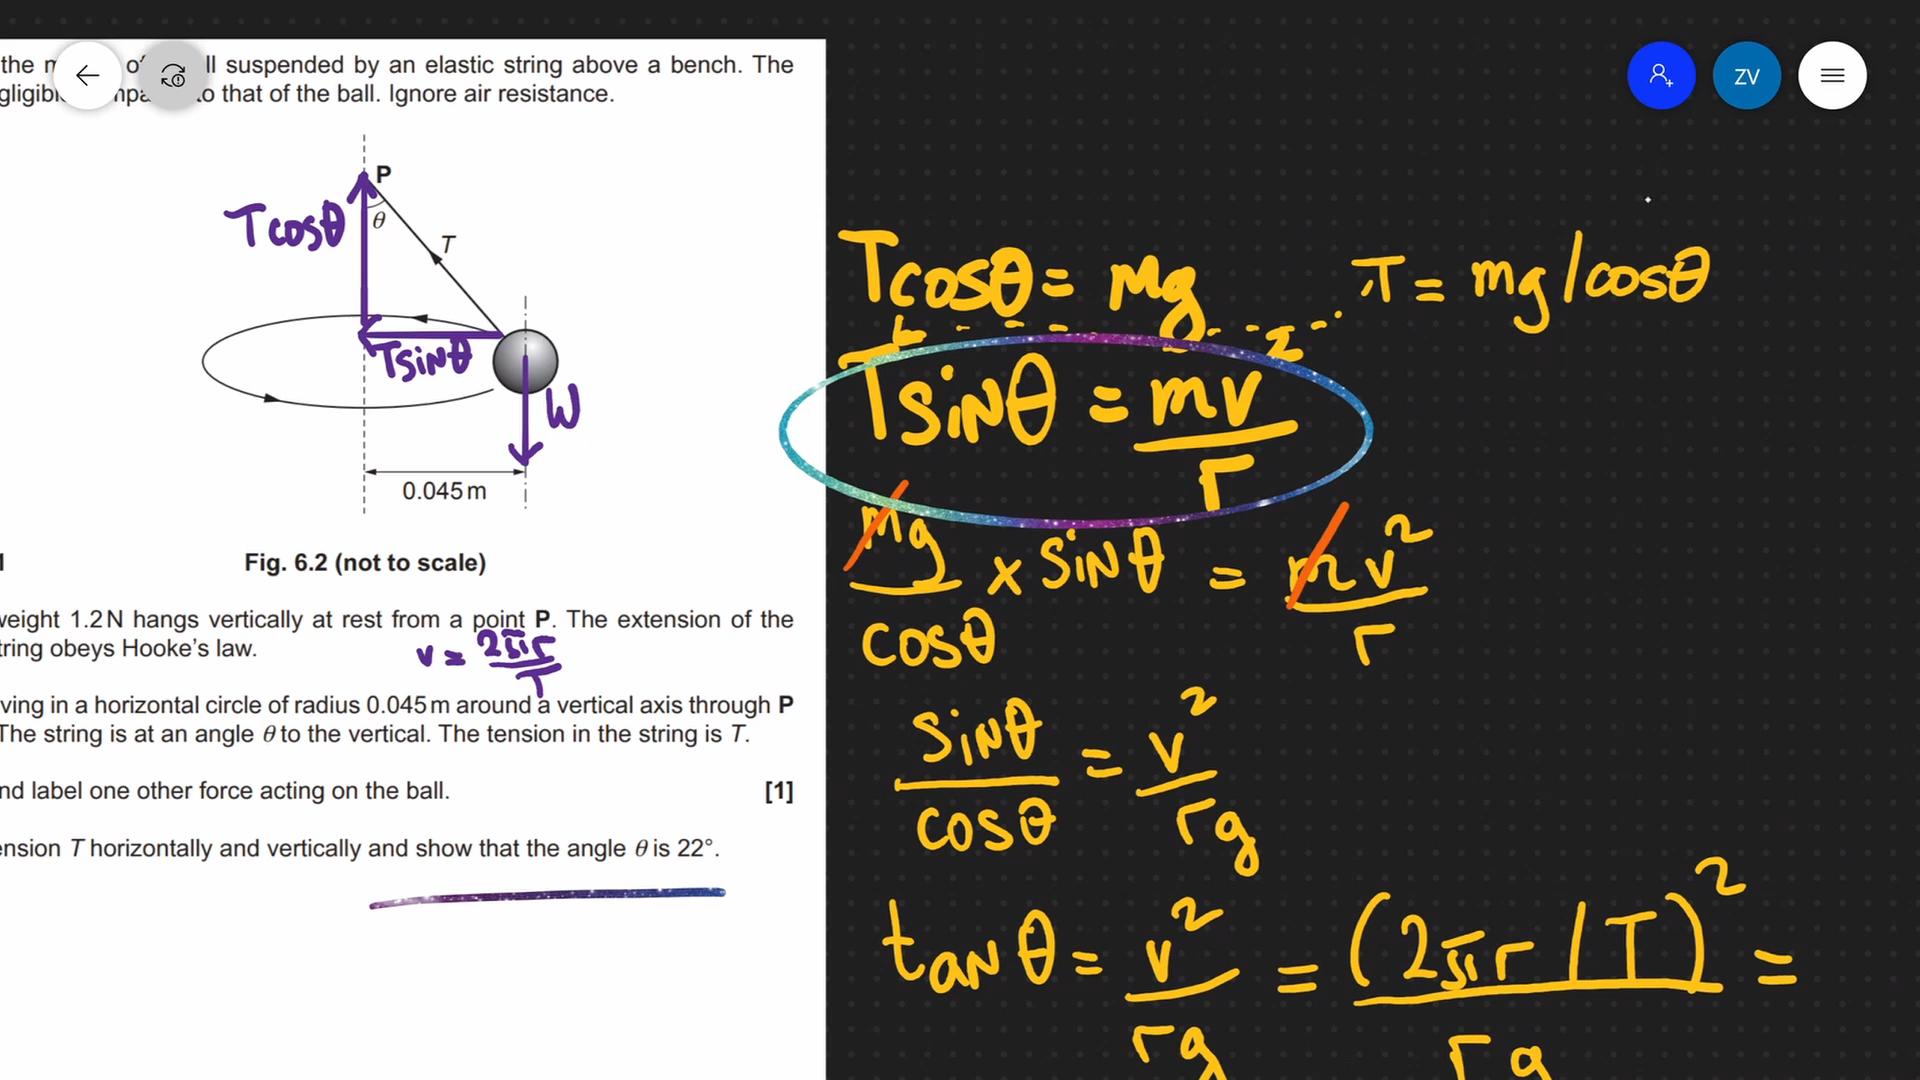 the m of ll suspended by an elastic string above a bench. The
gligibl mpa to that of the ball. Ignore air resistance.
ZV
P
θ
T
Tcosθ
Tsinθ
W
0.045 m
Fig. 6.2 (not to scale)
weight 1.2 N hangs vertically at rest from a point P. The extension of the
tring obeys Hooke's law.
v = 2πr/T
ving in a horizontal circle of radius 0.045 m around a vertical axis through P
The string is at an angle θ to the vertical. The tension in the string is T.
nd label one other force acting on the ball. [1]
ension T horizontally and vertically and show that the angle θ is 22°.
Tcosθ = mg T = mg/cosθ
Tsinθ = mv²/r
mg/cosθ × sinθ = mv²/r
sinθ/cosθ = v²/rg
tanθ = v²/rg = (2πr/T)²/rg =